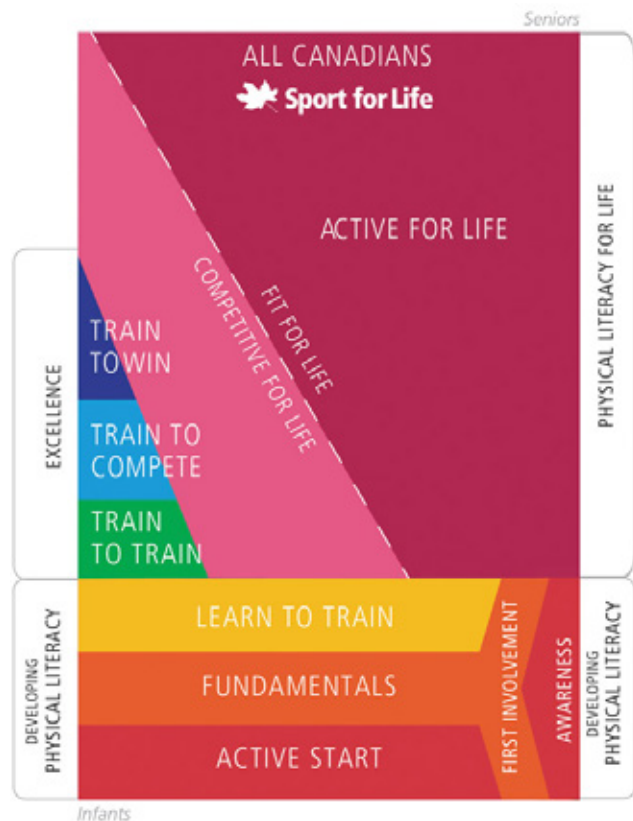 Seniors
ALL CANADIANS
Sport for Life
ACTIVE FOR LIFE
FIT FOR LIFE
COMPETITIVE FOR LIFE
PHYSICAL LITERACY FOR LIFE
EXCELLENCE
TRAIN
TO WIN
TRAIN TO
COMPETE
TRAIN
TO TRAIN
DEVELOPING
PHYSICAL LITERACY
LEARN TO TRAIN
FUNDAMENTALS
ACTIVE START
FIRST INVOLVEMENT
AWARENESS
DEVELOPING
PHYSICAL LITERACY
Infants